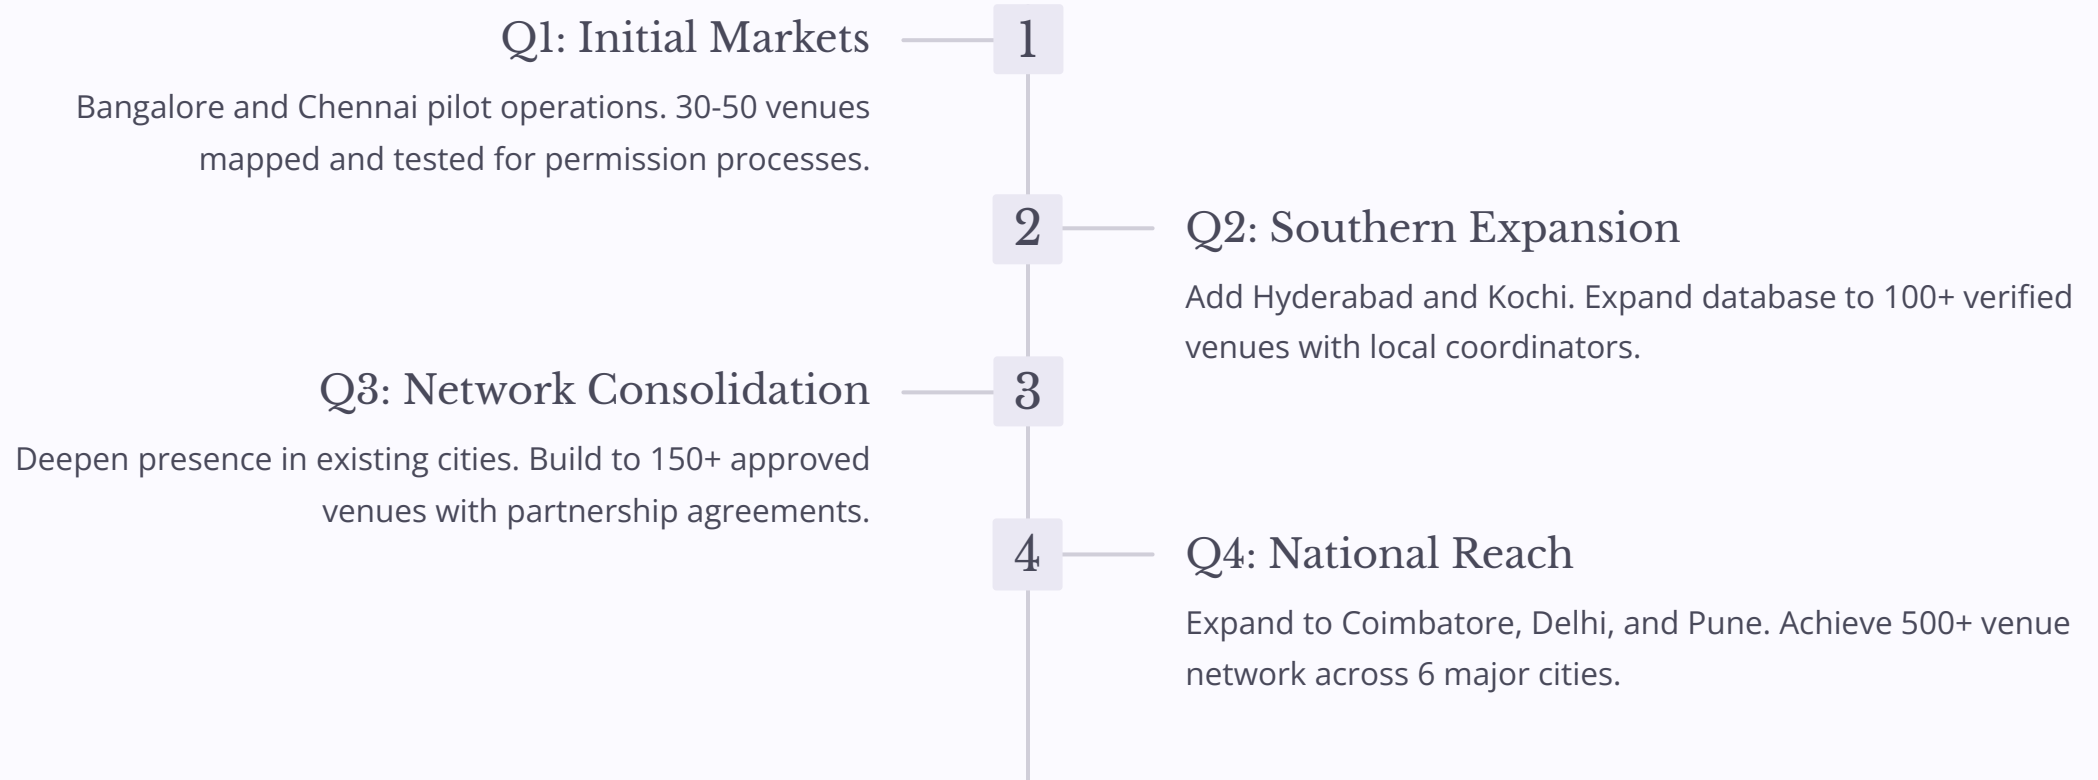 Q1: Initial Markets
1
Bangalore and Chennai pilot operations. 30-50 venues
mapped and tested for permission processes.
2
Q2: Southern Expansion
Add Hyderabad and Kochi. Expand database to 100+ verified
venues with local coordinators.
Q3: Network Consolidation
3
Deepen presence in existing cities. Build to 150+ approved
venues with partnership agreements.
4
Q4: National Reach
Expand to Coimbatore, Delhi, and Pune. Achieve 500+ venue
network across 6 major cities.